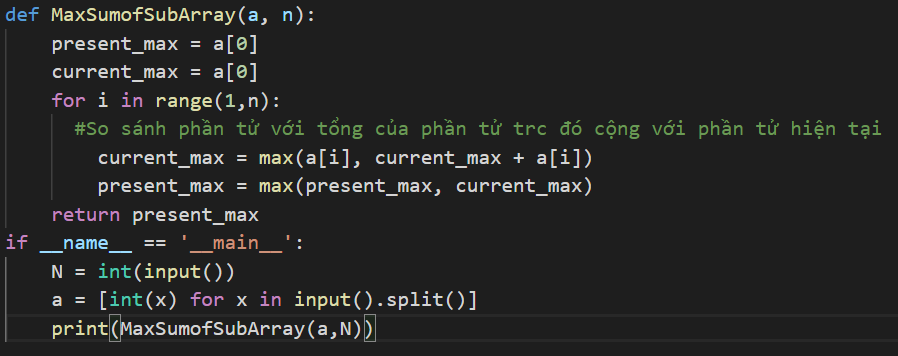 def MaxSumofSubArray(a, n):
    present_max = a[0]
    current_max = a[0]
    for i in range(1,n):
      #So sánh phần tử với tổng của phần tử trc đó cộng với phần tử hiện tại
        current_max = max(a[i], current_max + a[i])
        present_max = max(present_max, current_max)
    return present_max
if __name__ == '__main__':
    N = int(input())
    a = [int(x) for x in input().split()]
    print(MaxSumofSubArray(a,N))